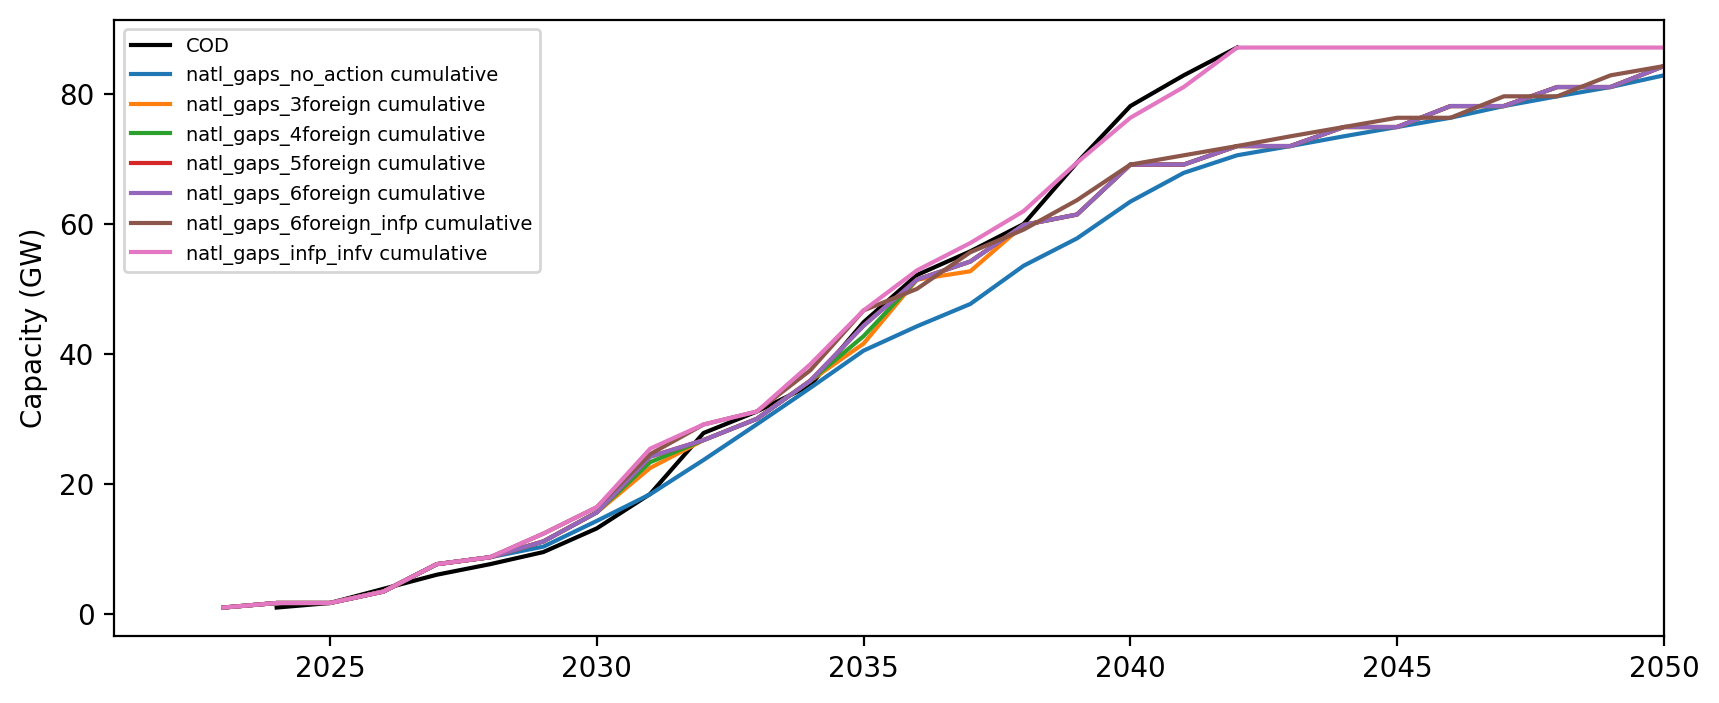 COD
natl_gaps_no_action cumulative
natl_gaps_3foreign cumulative
natl_gaps_4foreign cumulative
natl_gaps_5foreign cumulative
natl_gaps_6foreign cumulative
natl_gaps_6foreign_infp cumulative
natl_gaps_infp_infv cumulative
Capacity (GW)
80
60
40
20
0
2025
2030
2035
2040
2045
2050